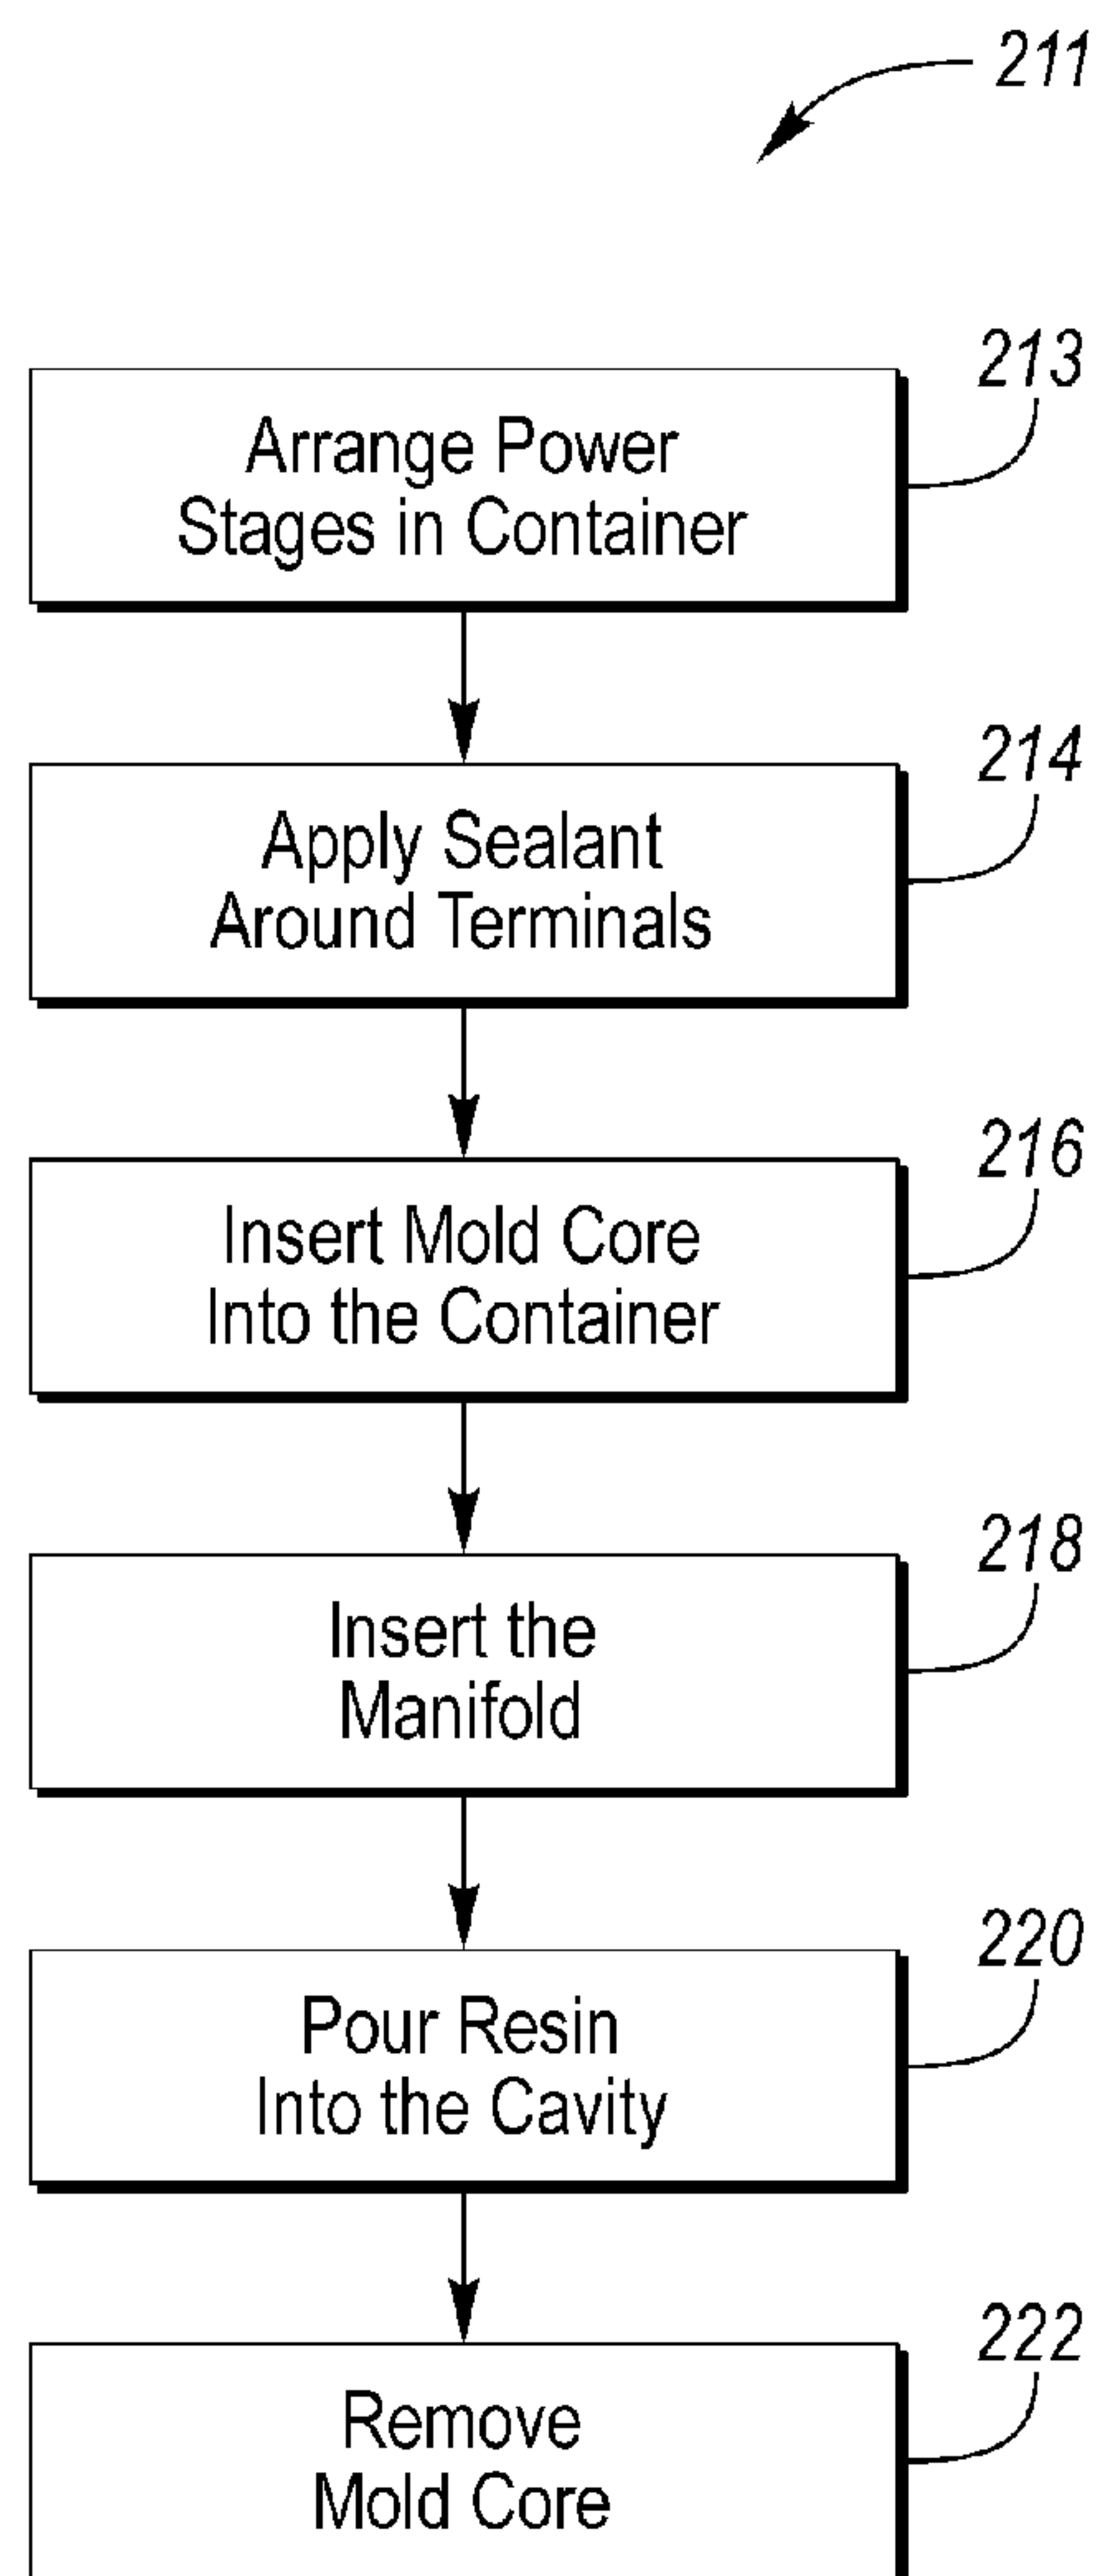 211
213
Arrange Power
Stages in Container
214
Apply Sealant
Around Terminals
216
Insert Mold Core
Into the Container
218
Insert the
Manifold
220
Pour Resin
Into the Cavity
222
Remove
Mold Core